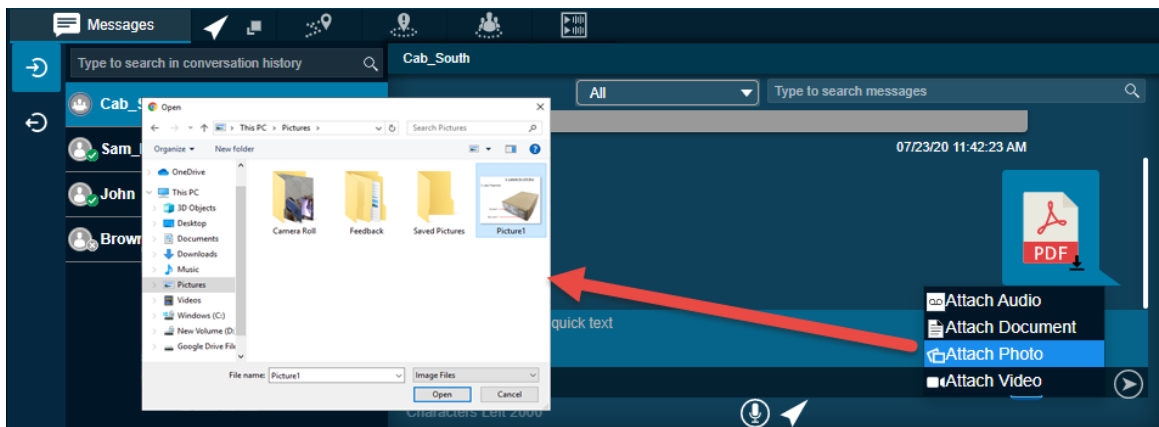 Messages
Type to search in conversation history
Cab_South
Cab_S
All
Type to search messages
07/23/20 11:42:23 AM
Sam_
John
Brown
PDF
Open
This PC > Pictures >
Search Pictures
Organize
New folder
OneDrive
This PC
3D Objects
Desktop
Documents
Downloads
Music
Pictures
Videos
Windows (C:)
New Volume (D:
Google Drive File
Camera Roll
Feedback
Saved Pictures
Picture1
File name: Picture1
Image Files
Open
Cancel
quick text
Attach Audio
Attach Document
Attach Photo
Attach Video
Characters Left 2000